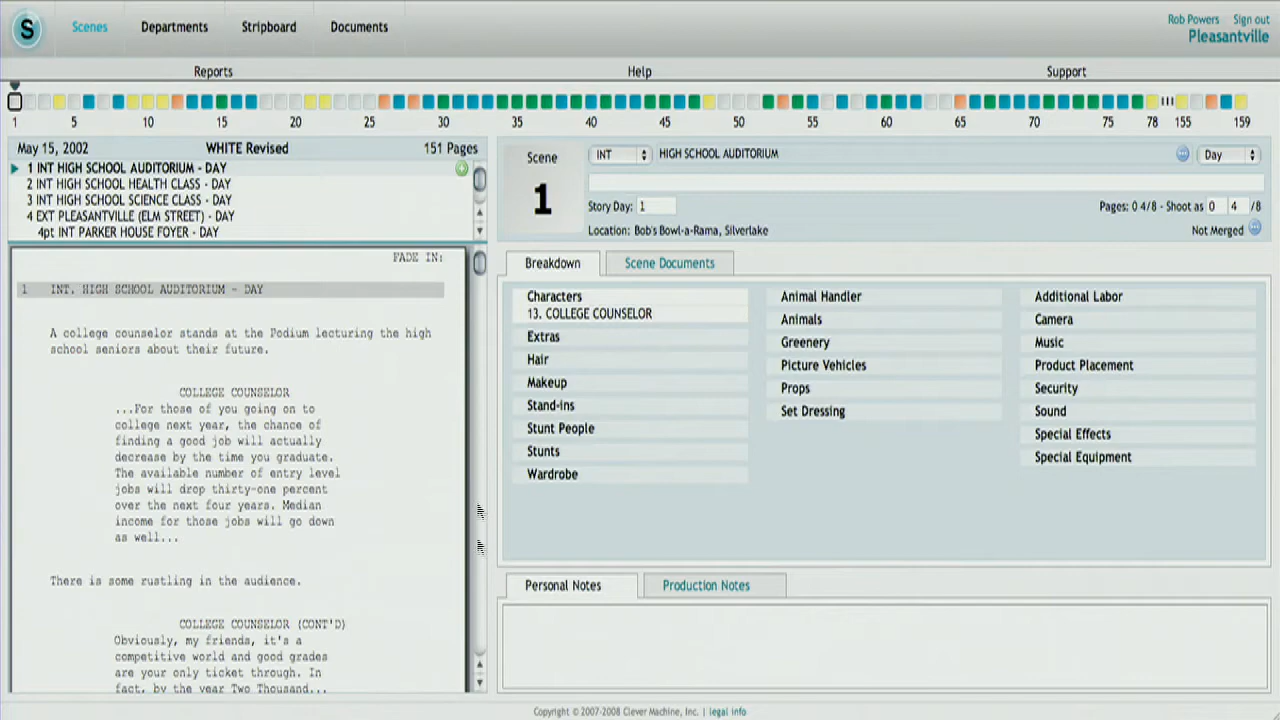 S
Scenes
Departments
Stripboard
Documents
Rob Powers Sign out
Pleasantville
Reports
Help
Support
1 5 10 15 20 25 30 35 40 45 50 55 60 65 70 75 78 155 159
May 15, 2002 WHITE Revised 151 Pages
1 INT HIGH SCHOOL AUDITORIUM - DAY
2 INT HIGH SCHOOL HEALTH CLASS - DAY
3 INT HIGH SCHOOL SCIENCE CLASS - DAY
4 EXT PLEASANTVILLE (ELM STREET) - DAY
4pt INT PARKER HOUSE FOYER - DAY
FADE IN:
1 INT. HIGH SCHOOL AUDITORIUM - DAY
A college counselor stands at the Podium lecturing the high
school seniors about their future.
COLLEGE COUNSELOR
...For those of you going on to
college next year, the chance of
finding a good job will actually
decrease by the time you graduate.
The available number of entry level
jobs will drop thirty-one percent
over the next four years. Median
income for those jobs will go down
as well...
There is some rustling in the audience.
COLLEGE COUNSELOR (CONT'D)
Obviously, my friends, it's a
competitive world and good grades
are your only ticket through. In
fact, by the year Two Thousand...
Scene
1
INT HIGH SCHOOL AUDITORIUM Day
Story Day: 1
Pages: 0 4/8 - Shoot as 0 4 /8
Location: Bob's Bowl-a-Rama, Silverlake
Not Merged
Breakdown
Scene Documents
Characters
13. COLLEGE COUNSELOR
Extras
Hair
Makeup
Stand-ins
Stunt People
Stunts
Wardrobe
Animal Handler
Animals
Greenery
Picture Vehicles
Props
Set Dressing
Additional Labor
Camera
Music
Product Placement
Security
Sound
Special Effects
Special Equipment
Personal Notes
Production Notes
Copyright © 2007-2008 Clever Machine, Inc. | legal info